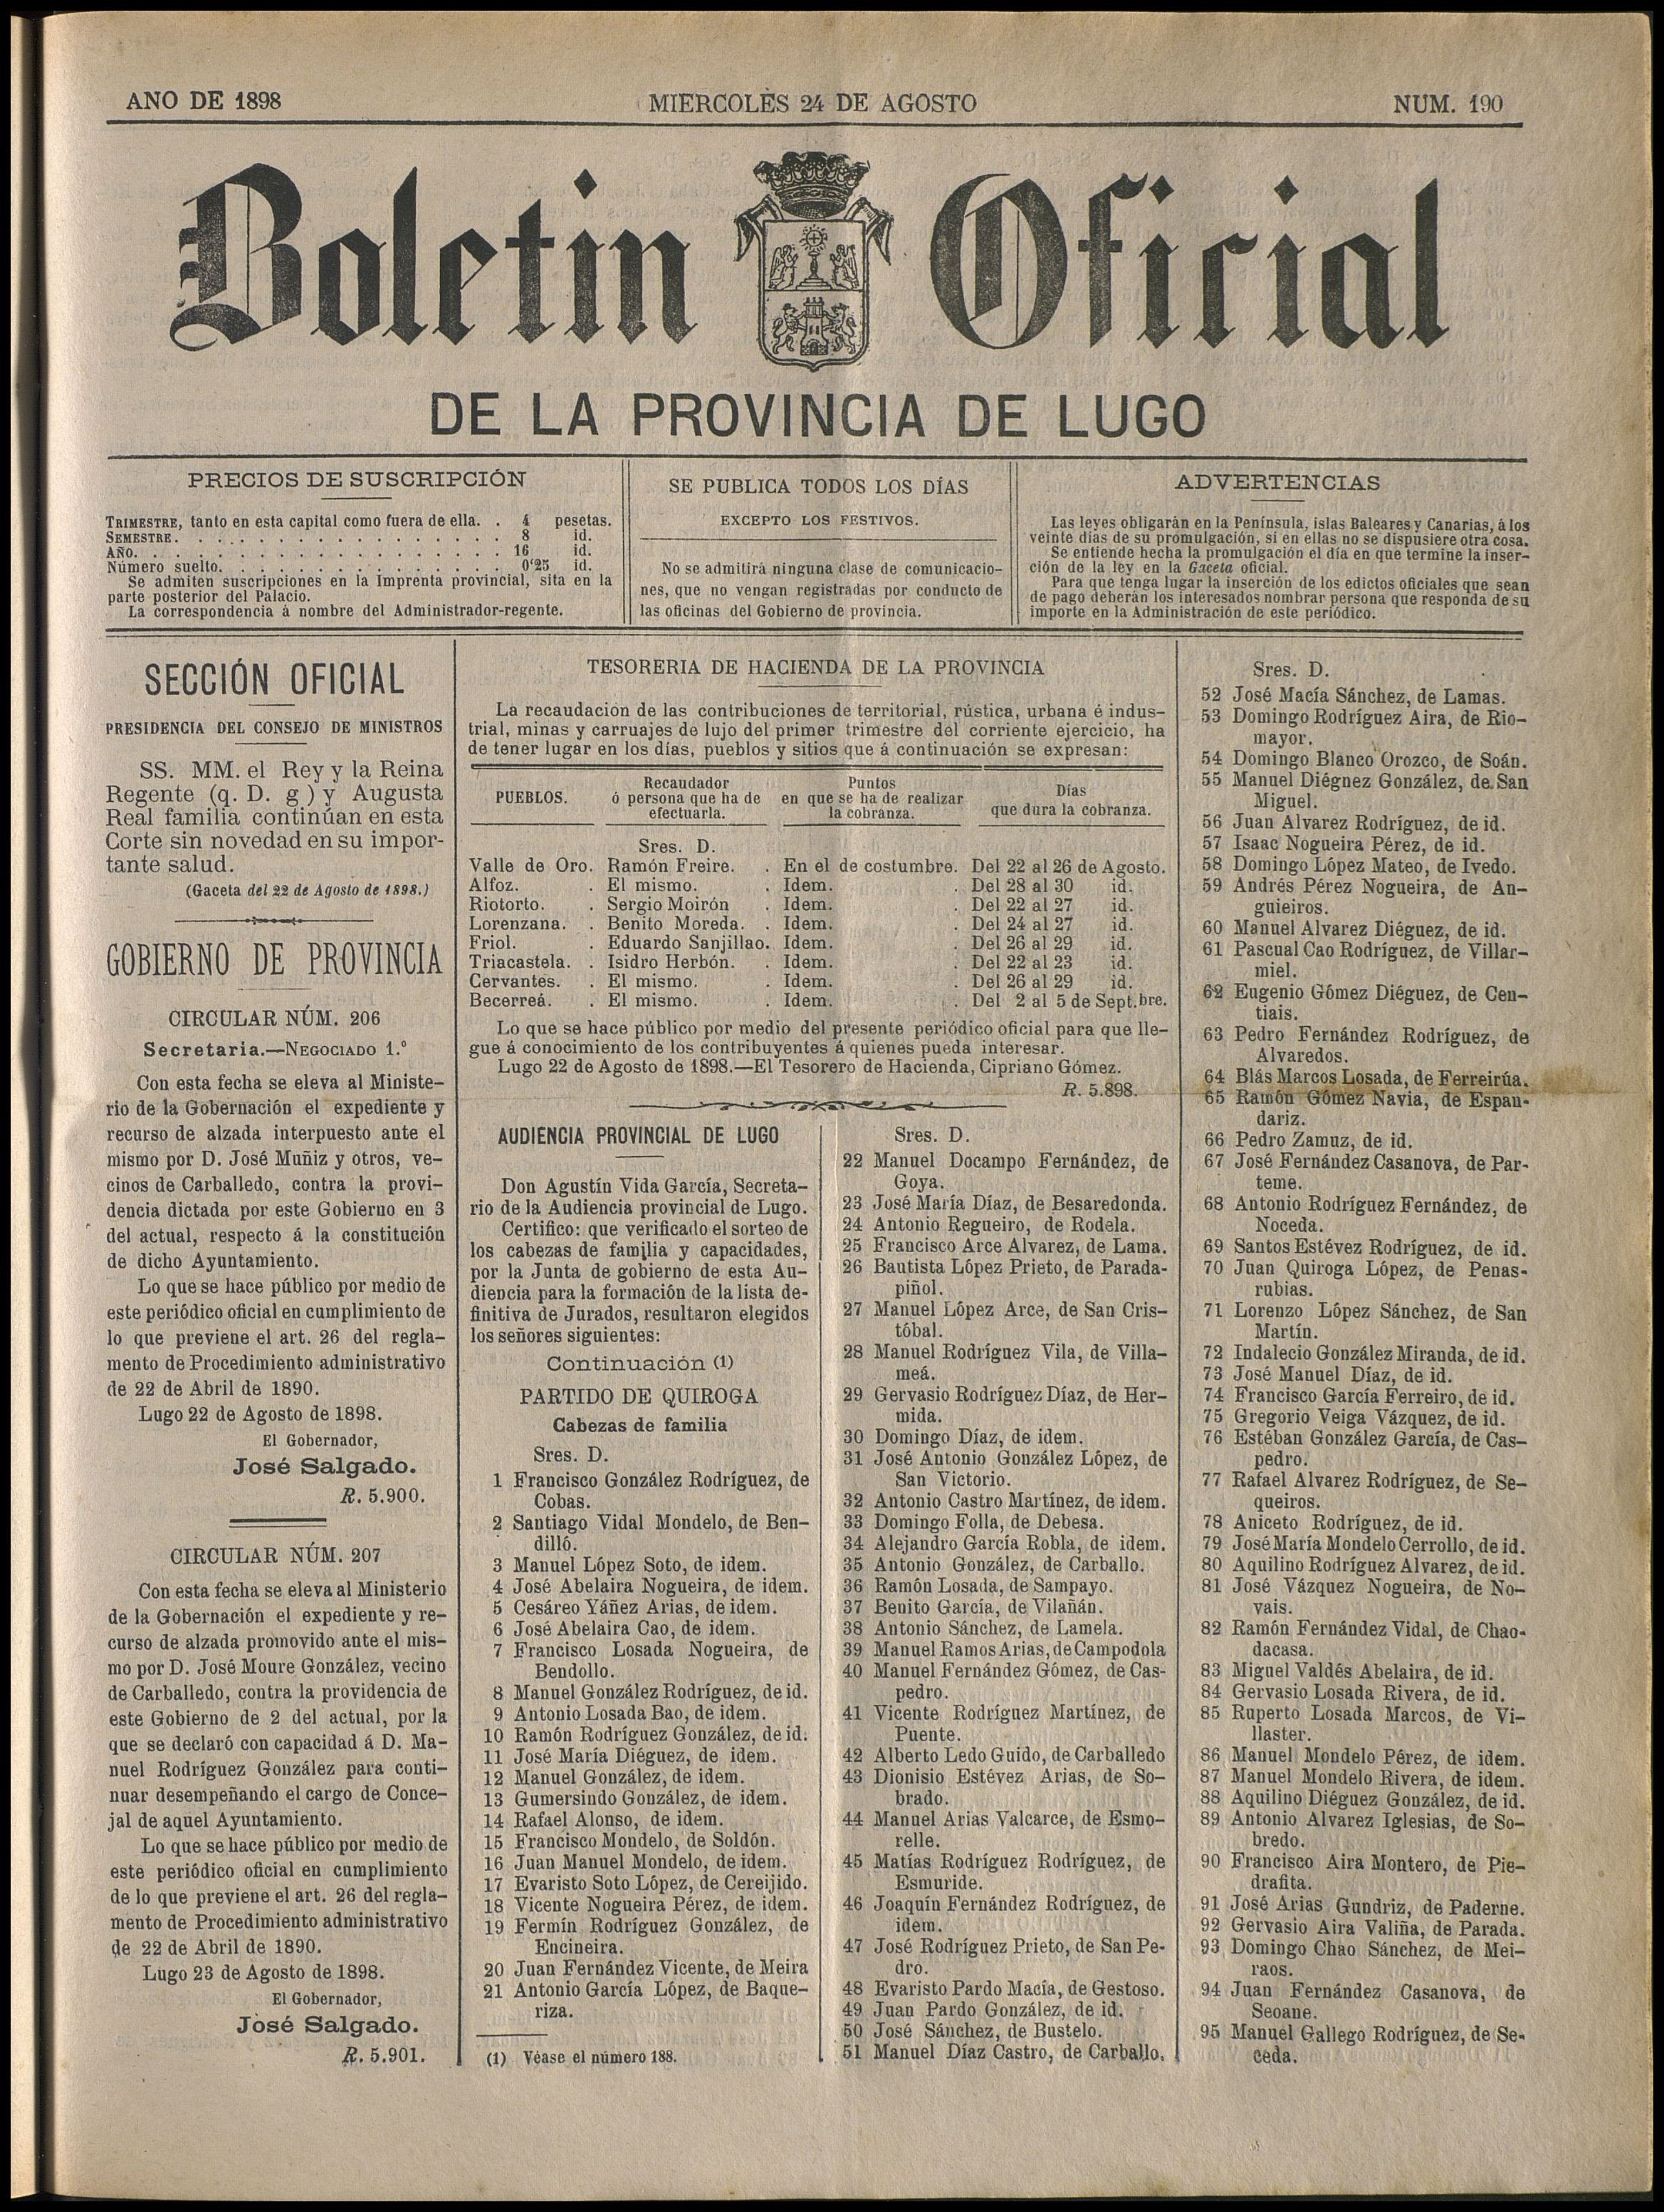 ANO DE 1898
MIERCOLÈS 24 DE AGOSTO
NUM. 190
Boletin Oficial
DE LA PROVINCIA DE LUGO
PRECIOS DE SUSCRIPCIÓN
TRIMESTRE, tanto en esta capital como fuera de ella. . 4 pesetas.
SEMESTRE. . . . . . . . . . . . . . . . 8 id.
AÑO. . . . . . . . . . . . . . . . . . 16 id.
Número suelto. . . . . . . . . . . . . . 0'25 id.
Se admiten suscripciones en la Imprenta provincial, sita en la
parte posterior del Palacio.
La correspondencia á nombre del Administrador-regente.
SE PUBLICA TODOS LOS DÍAS
EXCEPTO LOS FESTIVOS.
No se admitirá ninguna clase de comunicacio-
nes, que no vengan registradas por conducto de
las oficinas del Gobierno de provincia.
ADVERTENCIAS
Las leyes obligarán en la Península, islas Baleares y Canarias, á los
veinte días de su promulgación, si en ellas no se dispusiere otra cosa.
Se entiende hecha la promulgación el día en que termine la inser-
ción de la ley en la Gaceta oficial.
Para que tenga lugar la inserción de los edictos oficiales que sean
de pago deberán los interesados nombrar persona que responda de su
importe en la Administración de este periódico.
SECCIÓN OFICIAL
PRESIDENCIA DEL CONSEJO DE MINISTROS
SS. MM. el Rey y la Reina
Regente (q. D. g ) y Augusta
Real familia continúan en esta
Corte sin novedad en su impor-
tante salud.
(Gaceta del 22 de Agosto de 1898.)
GOBIERNO DE PROVINCIA
CIRCULAR NÚM. 206
Secretaria.—NEGOCIADO 1.º
Con esta fecha se eleva al Ministe-
rio de la Gobernación el expediente y
recurso de alzada interpuesto ante el
mismo por D. José Muñiz y otros, ve-
cinos de Carballedo, contra la provi-
dencia dictada por este Gobierno en 3
del actual, respecto á la constitución
de dicho Ayuntamiento.
Lo que se hace público por medio de
este periódico oficial en cumplimiento de
lo que previene el art. 26 del regla-
mento de Procedimiento administrativo
de 22 de Abril de 1890.
Lugo 22 de Agosto de 1898.
El Gobernador,
José Salgado.
R. 5.900.
CIRCULAR NÚM. 207
Con esta fecha se eleva al Ministerio
de la Gobernación el expediente y re-
curso de alzada promovido ante el mis-
mo por D. José Moure González, vecino
de Carballedo, contra la providencia de
este Gobierno de 2 del actual, por la
que se declaró con capacidad á D. Ma-
nuel Rodríguez González para conti-
nuar desempeñando el cargo de Conce-
jal de aquel Ayuntamiento.
Lo que se hace público por medio de
este periódico oficial en cumplimiento
de lo que previene el art. 26 del regla-
mento de Procedimiento administrativo
de 22 de Abril de 1890.
Lugo 23 de Agosto de 1898.
El Gobernador,
José Salgado.
R. 5.901.
TESORERIA DE HACIENDA DE LA PROVINCIA
La recaudación de las contribuciones de territorial, rústica, urbana é indus-
trial, minas y carruajes de lujo del primer trimestre del corriente ejercicio, ha
de tener lugar en los días, pueblos y sitios que á continuación se expresan:
PUEBLOS.
Recaudador
ó persona que ha de
efectuarla.
Puntos
en que se ha de realizar
la cobranza.
Días
que dura la cobranza.
Sres. D.
Valle de Oro. Ramón Freire. . En el de costumbre. Del 22 al 26 de Agosto.
Alfoz. . El mismo. . Idem. . Del 28 al 30 id.
Riotorto. . Sergio Moirón . Idem. . Del 22 al 27 id.
Lorenzana. . Benito Moreda. . Idem. . Del 24 al 27 id.
Friol. . Eduardo Sanjillao. Idem. . Del 26 al 29 id.
Triacastela. . Isidro Herbón. . Idem. . Del 22 al 23 id.
Cervantes. . El mismo. . Idem. . Del 26 al 29 id.
Becerreá. . El mismo. . Idem. . Del 2 al 5 de Sept.bre.
Lo que se hace público por medio del presente periódico oficial para que lle-
gue á conocimiento de los contribuyentes á quienes pueda interesar.
Lugo 22 de Agosto de 1898.—El Tesorero de Hacienda, Cipriano Gómez.
R. 5.898.
AUDIENCIA PROVINCIAL DE LUGO
Don Agustín Vida García, Secreta-
rio de la Audiencia provincial de Lugo.
Certifico: que verificado el sorteo de
los cabezas de familia y capacidades,
por la Junta de gobierno de esta Au-
diencia para la formación de la lista de-
finitiva de Jurados, resultaron elegidos
los señores siguientes:
Continuación (1)
PARTIDO DE QUIROGA
Cabezas de familia
Sres. D.
1 Francisco González Rodríguez, de
Cobas.
2 Santiago Vidal Mondelo, de Ben-
dilló.
3 Manuel López Soto, de idem.
4 José Abelaira Nogueira, de idem.
5 Cesáreo Yáñez Arias, de idem.
6 José Abelaira Cao, de idem.
7 Francisco Losada Nogueira, de
Bendollo.
8 Manuel González Rodríguez, de id.
9 Antonio Losada Bao, de idem.
10 Ramón Rodríguez González, de id.
11 José María Diéguez, de idem.
12 Manuel González, de idem.
13 Gumersindo González, de idem.
14 Rafael Alonso, de idem.
15 Francisco Mondelo, de Soldón.
16 Juan Manuel Mondelo, de idem.
17 Evaristo Soto López, de Cereijido.
18 Vicente Nogueira Pérez, de idem.
19 Fermín Rodríguez González, de
Encineira.
20 Juan Fernández Vicente, de Meira
21 Antonio García López, de Baque-
riza.
(1) Véase el número 188.
Sres. D.
22 Manuel Docampo Fernández, de
Goya.
23 José María Díaz, de Besaredonda.
24 Antonio Regueiro, de Rodela.
25 Francisco Arce Alvarez, de Lama.
26 Bautista López Prieto, de Parada-
piñol.
27 Manuel López Arce, de San Cris-
tóbal.
28 Manuel Rodríguez Vila, de Villa-
meá.
29 Gervasio Rodríguez Díaz, de Her-
mida.
30 Domingo Díaz, de idem.
31 José Antonio González López, de
San Victorio.
32 Antonio Castro Martínez, de idem.
33 Domingo Folla, de Debesa.
34 Alejandro García Robla, de idem.
35 Antonio González, de Carballo.
36 Ramón Losada, de Sampayo.
37 Benito García, de Vilañán.
38 Antonio Sánchez, de Lamela.
39 Manuel Ramos Arias, de Campodola
40 Manuel Fernández Gómez, de Cas-
pedro.
41 Vicente Rodríguez Martínez, de
Puente.
42 Alberto Ledo Guido, de Carballedo
43 Dionisio Estévez Arias, de So-
brado.
44 Manuel Arias Valcarce, de Esmo-
relle.
45 Matías Rodríguez Rodríguez, de
Esmuride.
46 Joaquín Fernández Rodríguez, de
idem.
47 José Rodríguez Prieto, de San Pe-
dro.
48 Evaristo Pardo Macía, de Gestoso.
49 Juan Pardo González, de id.
50 José Sánchez, de Bustelo.
51 Manuel Díaz Castro, de Carballo.
Sres. D.
52 José Macía Sánchez, de Lamas.
53 Domingo Rodríguez Aira, de Rio-
mayor.
54 Domingo Blanco Orozco, de Soán.
55 Manuel Diégnez González, de San
Miguel.
56 Juan Alvarez Rodríguez, de id.
57 Isaac Nogueira Pérez, de id.
58 Domingo López Mateo, de Ivedo.
59 Andrés Pérez Nogueira, de An-
guieiros.
60 Manuel Alvarez Diéguez, de id.
61 Pascual Cao Rodríguez, de Villar-
miel.
62 Eugenio Gómez Diéguez, de Cen-
tiais.
63 Pedro Fernández Rodríguez, de
Alvaredos.
64 Blás Marcos Losada, de Ferreirúa.
65 Ramón Gómez Navia, de Espan-
dariz.
66 Pedro Zamuz, de id.
67 José Fernández Casanova, de Par-
teme.
68 Antonio Rodríguez Fernández, de
Noceda.
69 Santos Estévez Rodríguez, de id.
70 Juan Quiroga López, de Penas-
rubias.
71 Lorenzo López Sánchez, de San
Martín.
72 Indalecio González Miranda, de id.
73 José Manuel Díaz, de id.
74 Francisco García Ferreiro, de id.
75 Gregorio Veiga Vázquez, de id.
76 Estéban González García, de Cas-
pedro.
77 Rafael Alvarez Rodríguez, de Se-
queiros.
78 Aniceto Rodríguez, de id.
79 José María Mondelo Cerrollo, de id.
80 Aquilino Rodríguez Alvarez, de id.
81 José Vázquez Nogueira, de No-
vais.
82 Ramón Fernández Vidal, de Chao-
dacasa.
83 Miguel Valdés Abelaira, de id.
84 Gervasio Losada Rivera, de id.
85 Ruperto Losada Marcos, de Vi-
llaster.
86 Manuel Mondelo Pérez, de idem.
87 Manuel Mondelo Rivera, de idem.
88 Aquilino Diéguez González, de id.
89 Antonio Alvarez Iglesias, de So-
bredo.
90 Francisco Aira Montero, de Pie-
drafita.
91 José Arias Gundriz, de Paderne.
92 Gervasio Aira Valiña, de Parada.
93 Domingo Chao Sánchez, de Mei-
raos.
94 Juan Fernández Casanova, de
Seoane.
95 Manuel Gallego Rodríguez, de Se-
ceda.